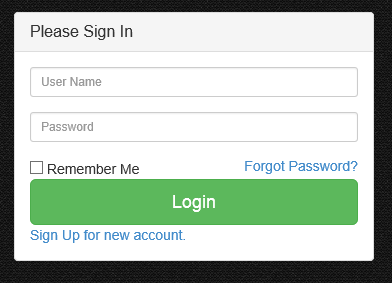 Please Sign In
User Name
Password
Remember Me Forgot Password?
Login
Sign Up for new account.